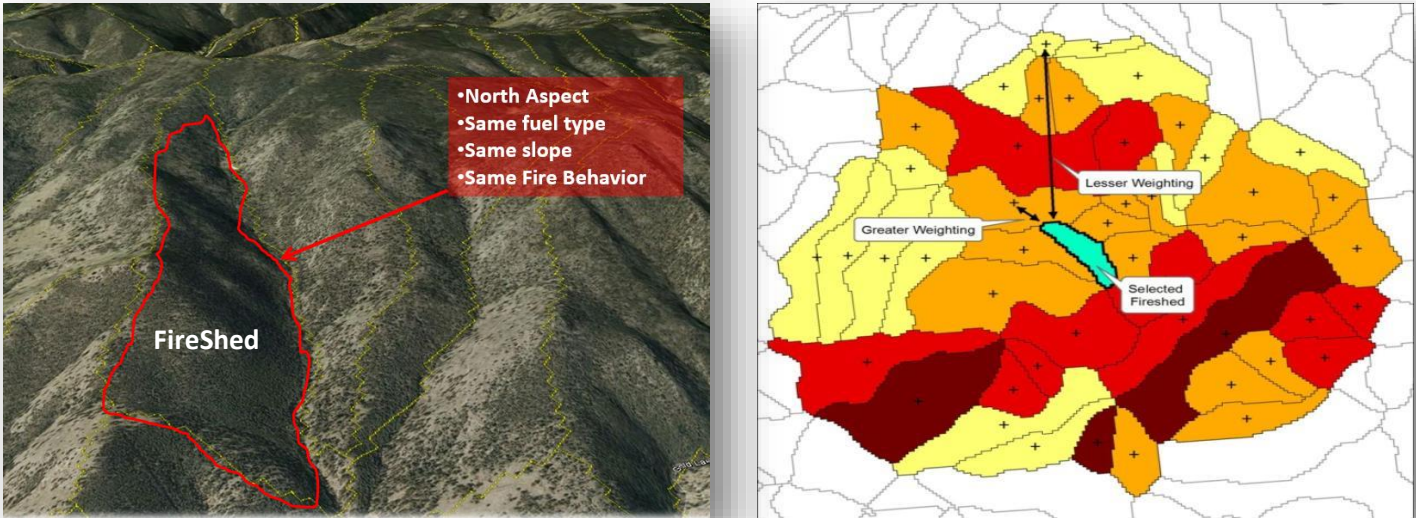 •North Aspect
•Same fuel type
•Same slope
•Same Fire Behavior
FireShed
Lesser Weighting
Greater Weighting
Selected
Fireshed